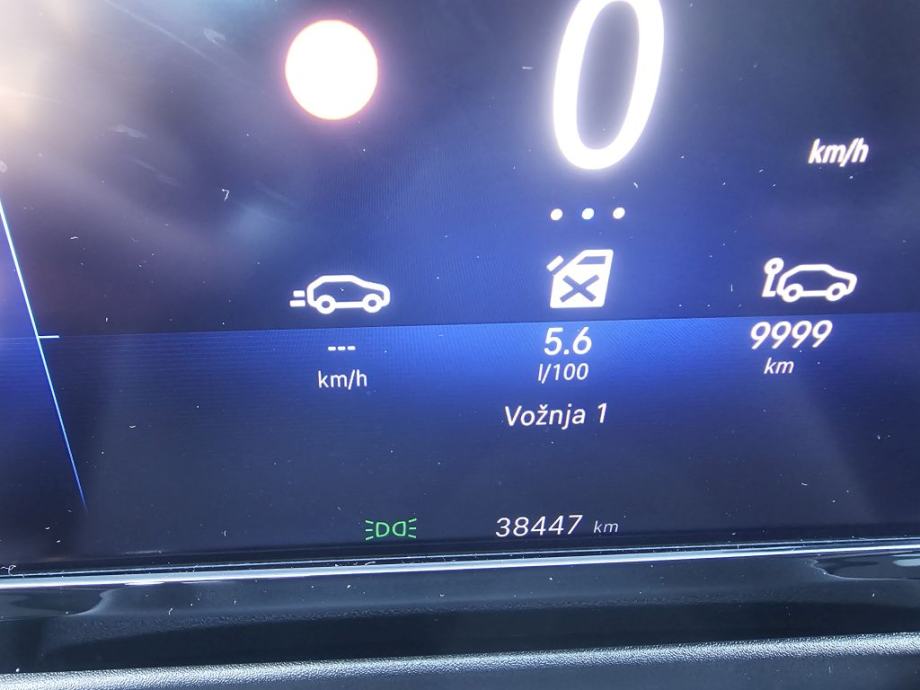 0
km/h
---
km/h
5.6
l/100
9999
km
Vožnja 1
38447 km